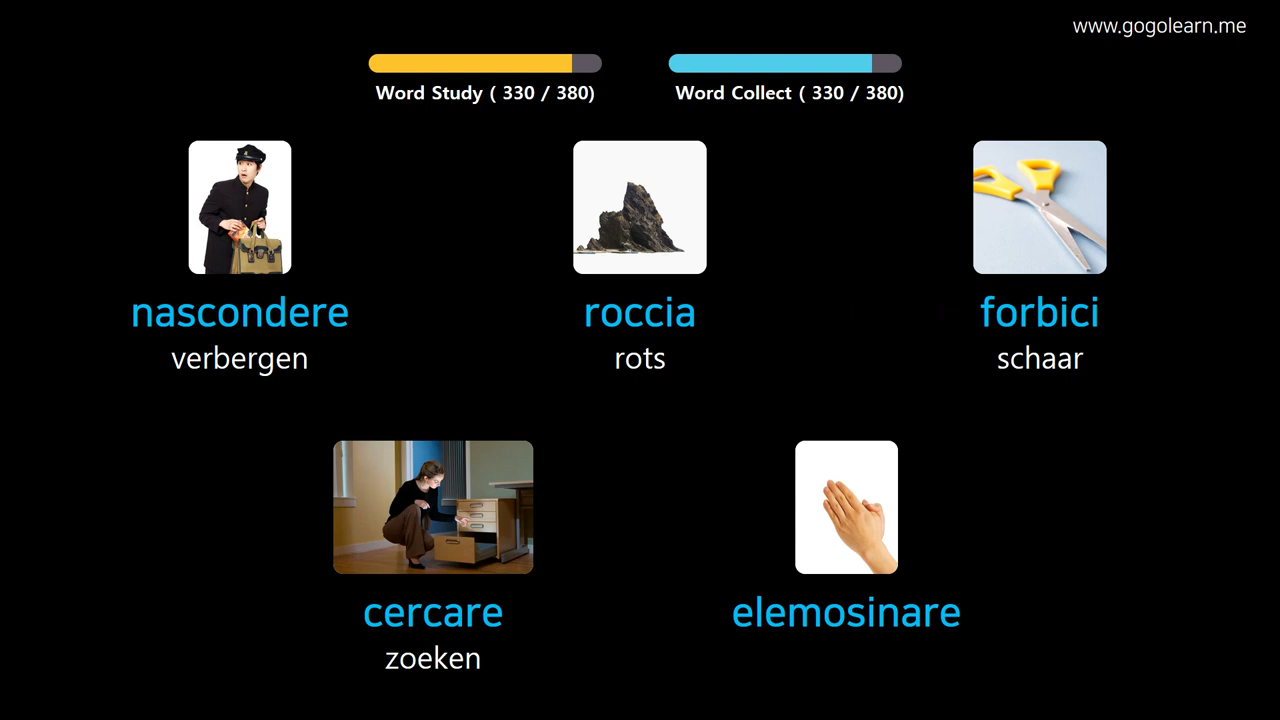 www.gogolearn.me
Word Study ( 330 / 380)
Word Collect ( 330 / 380)
nascondere
verbergen
roccia
rots
forbici
schaar
cercare
zoeken
elemosinare